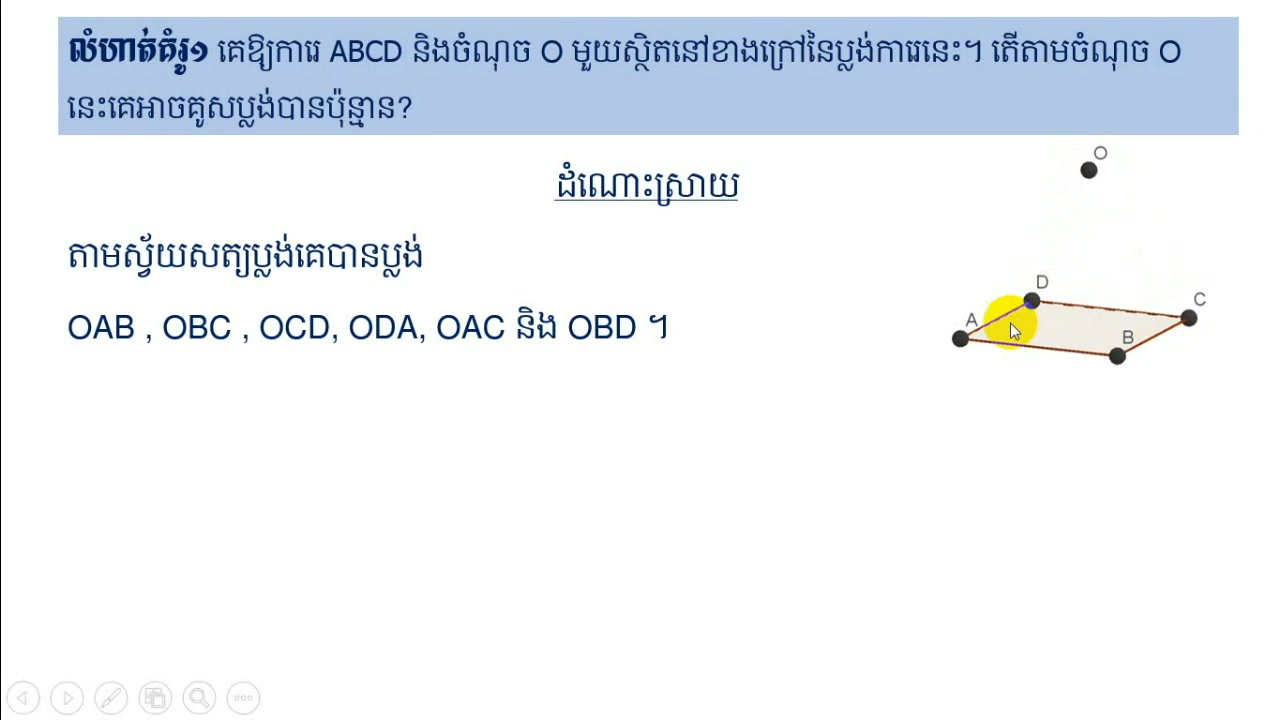 លំហាត់គំរូ១ គេឱ្យការេ ABCD និងចំណុច O មួយស្ថិតនៅខាងក្រៅនៃប្លង់ការេនេះ។ តើតាមចំណុច O
នេះគេអាចគូសប្លង់បានប៉ុន្មាន?
ដំណោះស្រាយ
តាមស្វ័យសត្យប្លង់គេបានប្លង់
OAB , OBC , OCD, ODA, OAC និង OBD ។
O
D
C
A
B